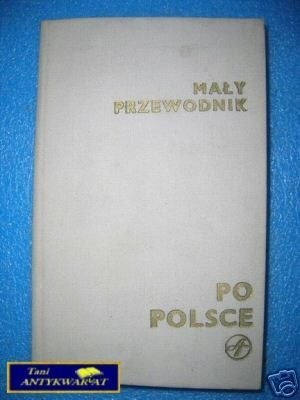 MAŁY
PRZEWODNIK
PO
POLSCE
Tani
ANTYKWARIAT